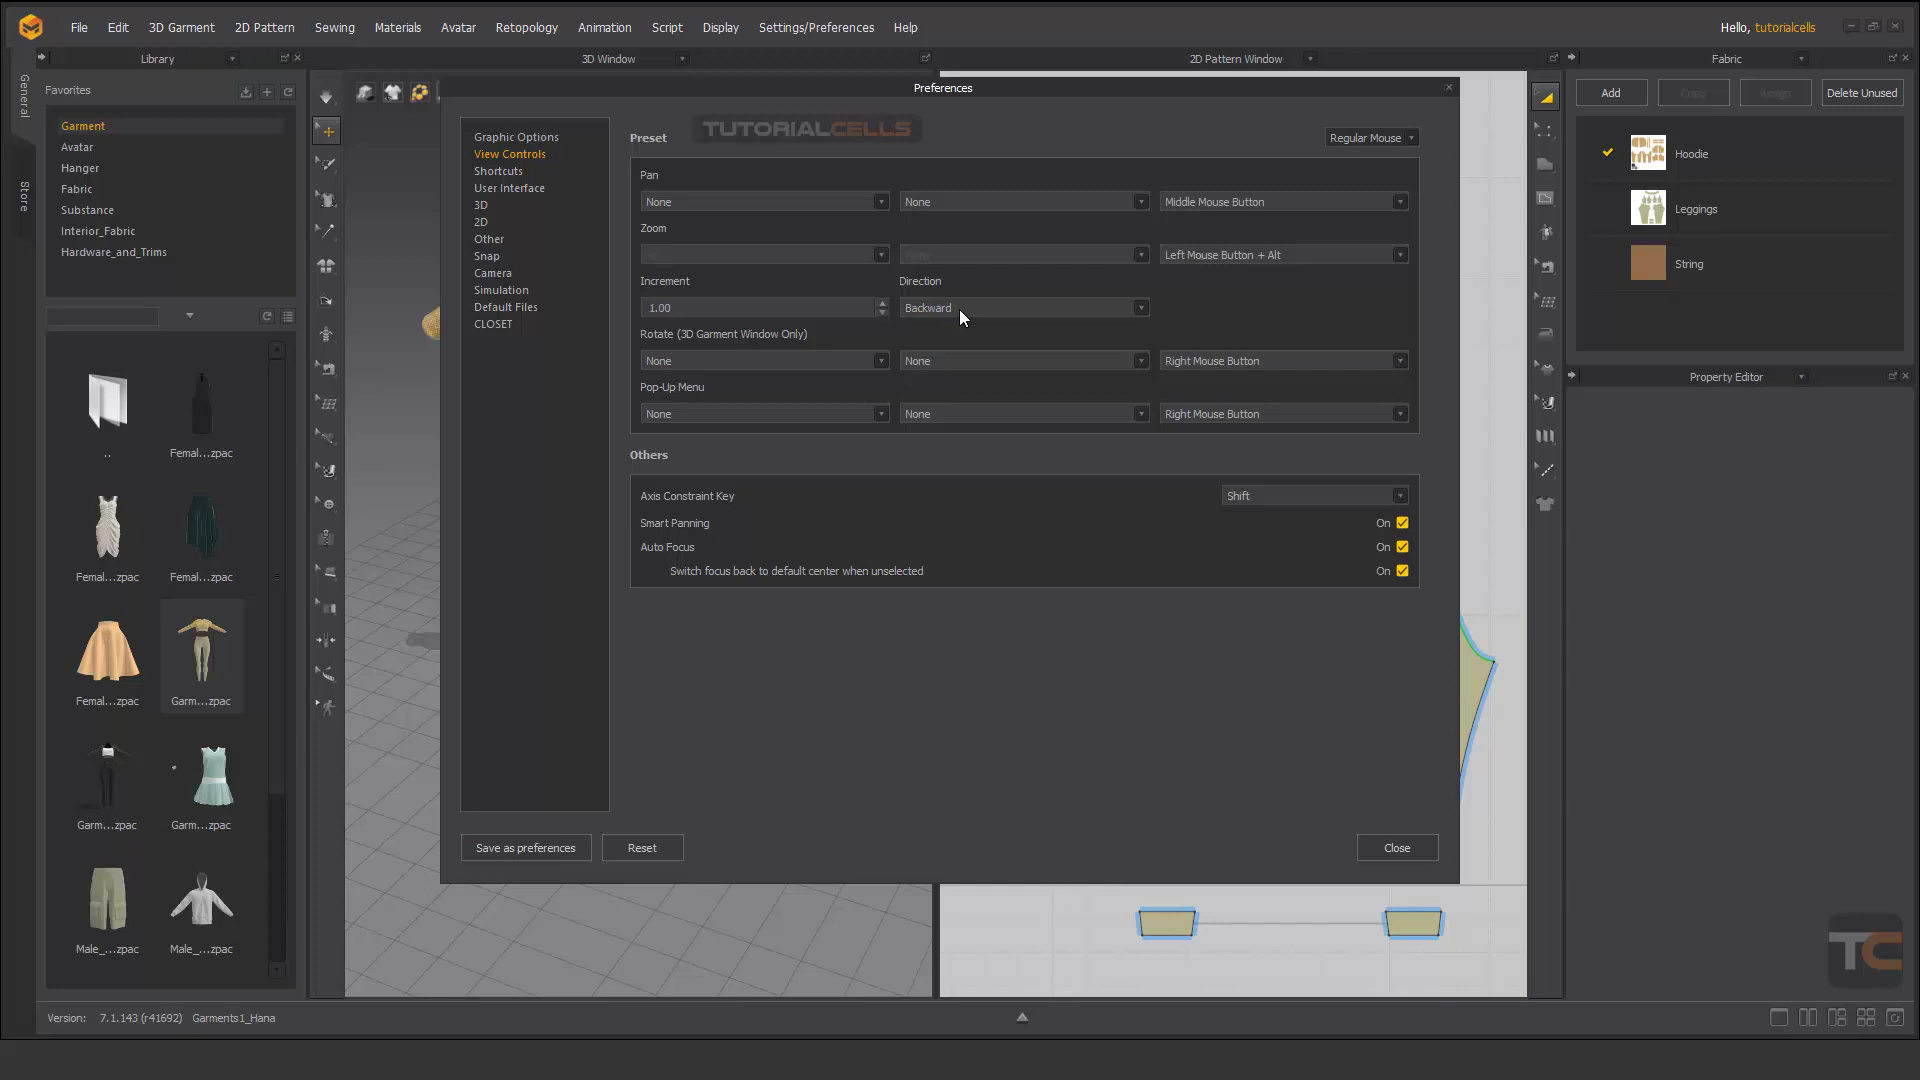 File Edit 3D Garment 2D Pattern Sewing Materials Avatar Retopology Animation Script Display Settings/Preferences Help
Hello, tutorialcells
Library
3D Window
2D Pattern Window
Fabric
General
Store
Favorites
Garment
Avatar
Hanger
Fabric
Substance
Interior_Fabric
Hardware_and_Trims
..
Femal...zpac
Femal...zpac
Femal...zpac
Femal...zpac
Garm...zpac
Garm...zpac
Garm...zpac
Male_...zpac
Male_...zpac
Preferences
Graphic Options
View Controls
Shortcuts
User Interface
3D
2D
Other
Snap
Camera
Simulation
Default Files
CLOSET
TUTORIALCELLS
Preset
Regular Mouse
Pan
None None Middle Mouse Button
Zoom
Left Mouse Button + Alt
Increment Direction
1.00 Backward
Rotate (3D Garment Window Only)
None None Right Mouse Button
Pop-Up Menu
None None Right Mouse Button
Others
Axis Constraint Key Shift
Smart Panning On
Auto Focus On
Switch focus back to default center when unselected On
Save as preferences Reset Close
Add Copy Assign Delete Unused
Hoodie
Leggings
String
Property Editor
TC
Version: 7.1.143 (r41692) Garments1_Hana